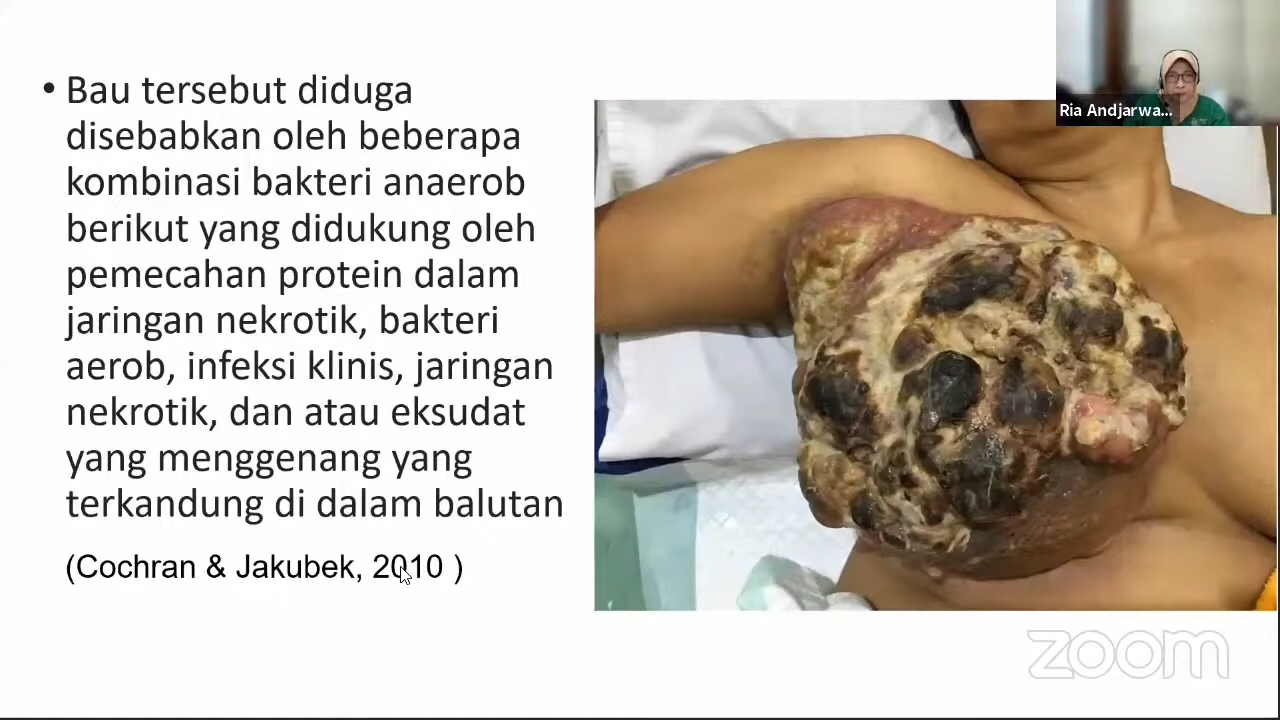 • Bau tersebut diduga
disebabkan oleh beberapa
kombinasi bakteri anaerob
berikut yang didukung oleh
pemecahan protein dalam
jaringan nekrotik, bakteri
aerob, infeksi klinis, jaringan
nekrotik, dan atau eksudat
yang menggenang yang
terkandung di dalam balutan
(Cochran & Jakubek, 2010 )
Ria Andjarwa...
zoom